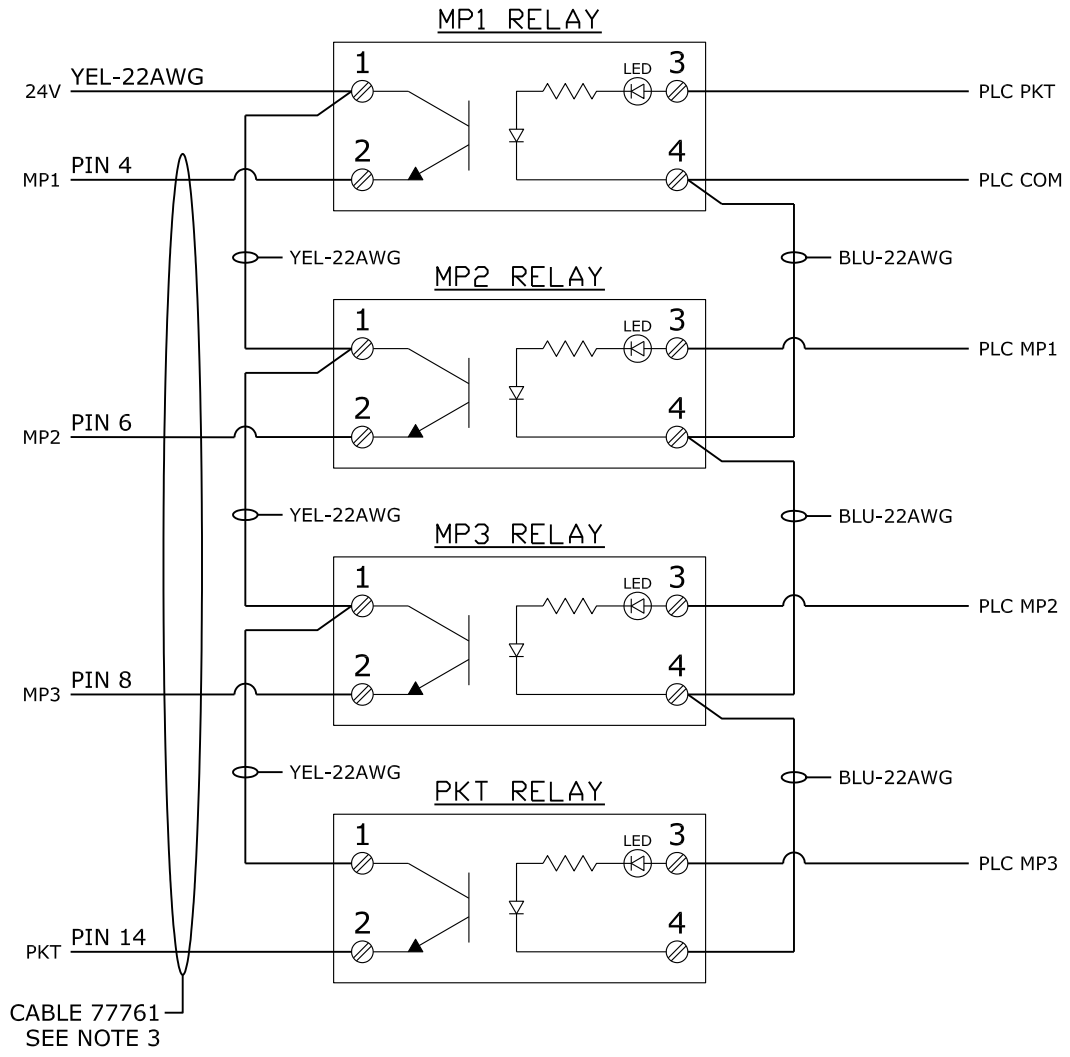 MP1 RELAY
24V YEL-22AWG 1 LED 3 PLC PKT
MP1 PIN 4 2 4 PLC COM
YEL-22AWG BLU-22AWG
MP2 RELAY
1 LED 3 PLC MP1
MP2 PIN 6 2 4
YEL-22AWG BLU-22AWG
MP3 RELAY
1 LED 3 PLC MP2
MP3 PIN 8 2 4
YEL-22AWG BLU-22AWG
PKT RELAY
1 LED 3 PLC MP3
PKT PIN 14 2 4
CABLE 77761
SEE NOTE 3